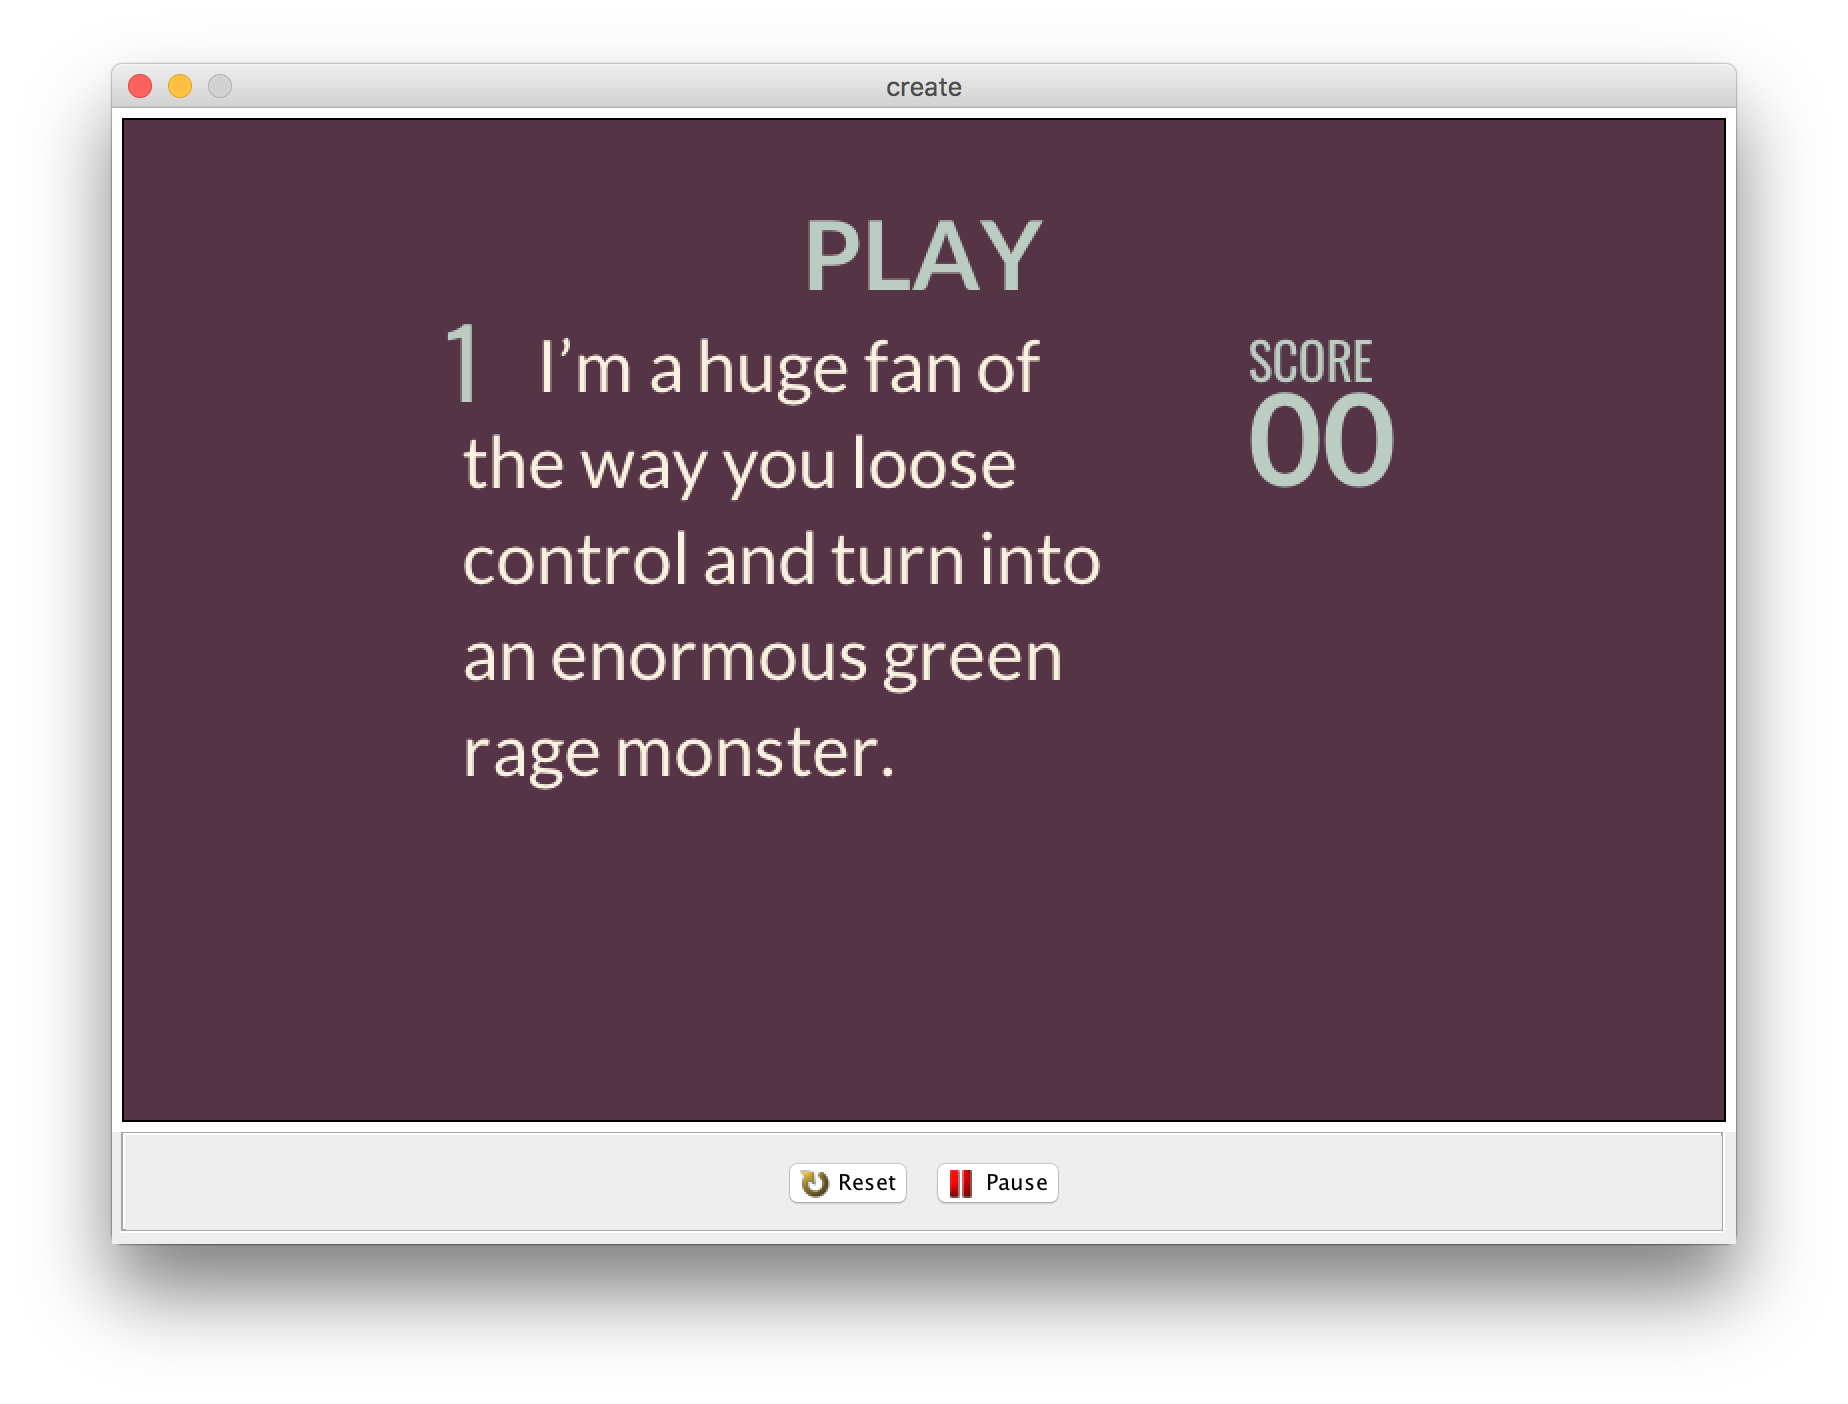 create
PLAY
1 I’m a huge fan of
the way you loose
control and turn into
an enormous green
rage monster.
SCORE
00
Reset Pause